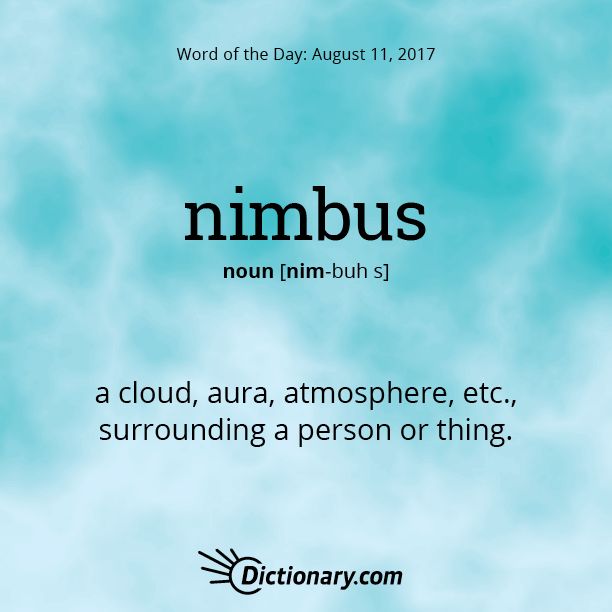 Word of the Day: August 11, 2017
nimbus
noun [nim-buh s]
a cloud, aura, atmosphere, etc.,
surrounding a person or thing.
Dictionary.com